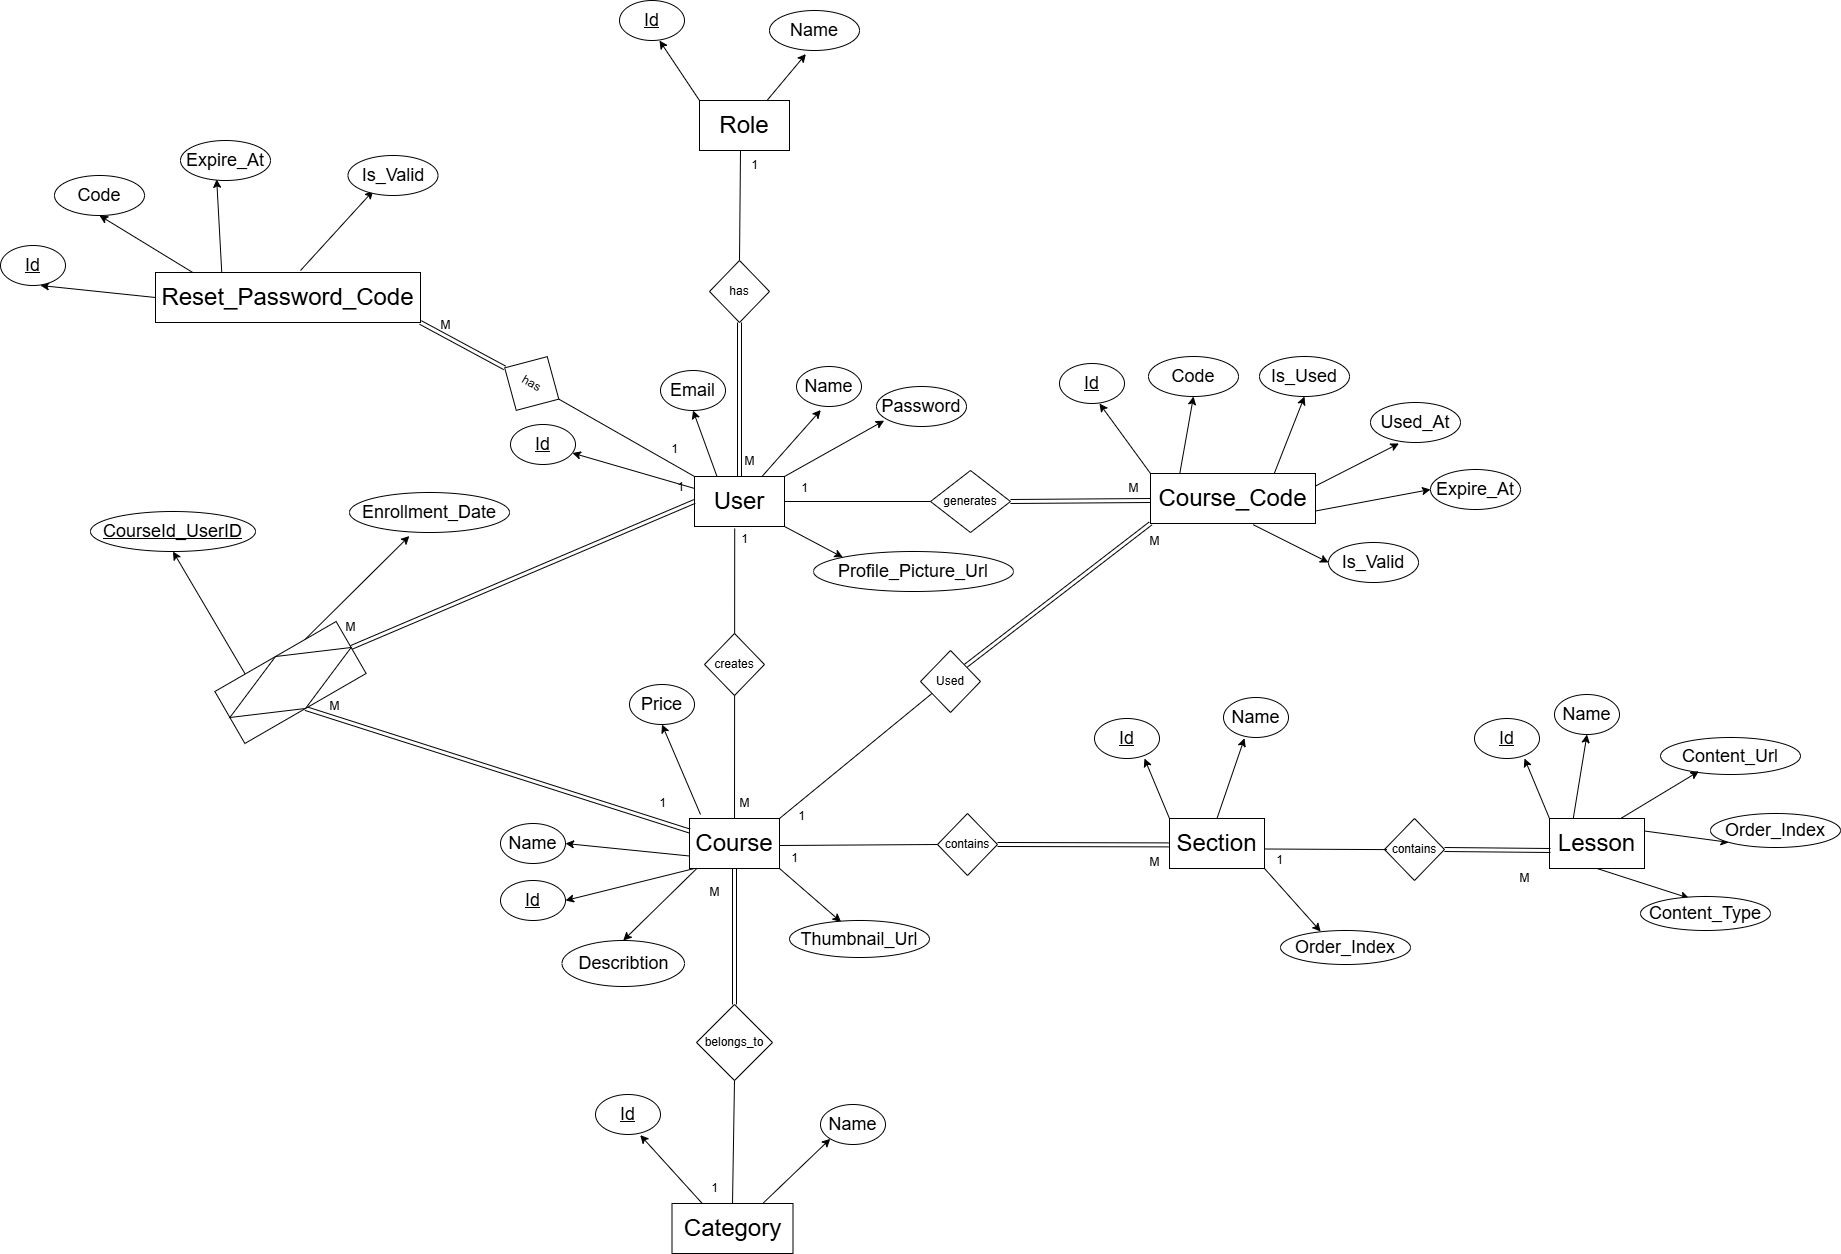 Id
Name
Role
1
Expire_At
Is_Valid
Code
Id
Reset_Password_Code
has
M
has
Email
Name
Password
Id
1
M
1
User
1
generates
M
Course_Code
Id
Code
Is_Used
Used_At
Expire_At
Is_Valid
M
CourseId_UserID
Enrollment_Date
1
Profile_Picture_Url
M
M
creates
Used
Price
1
M
1
Course
1
Name
Id
Describtion
Thumbnail_Url
M
contains
M
Section
Id
Name
1
Order_Index
contains
M
Lesson
Id
Name
Content_Url
Order_Index
Content_Type
belongs_to
Id
Name
1
Category